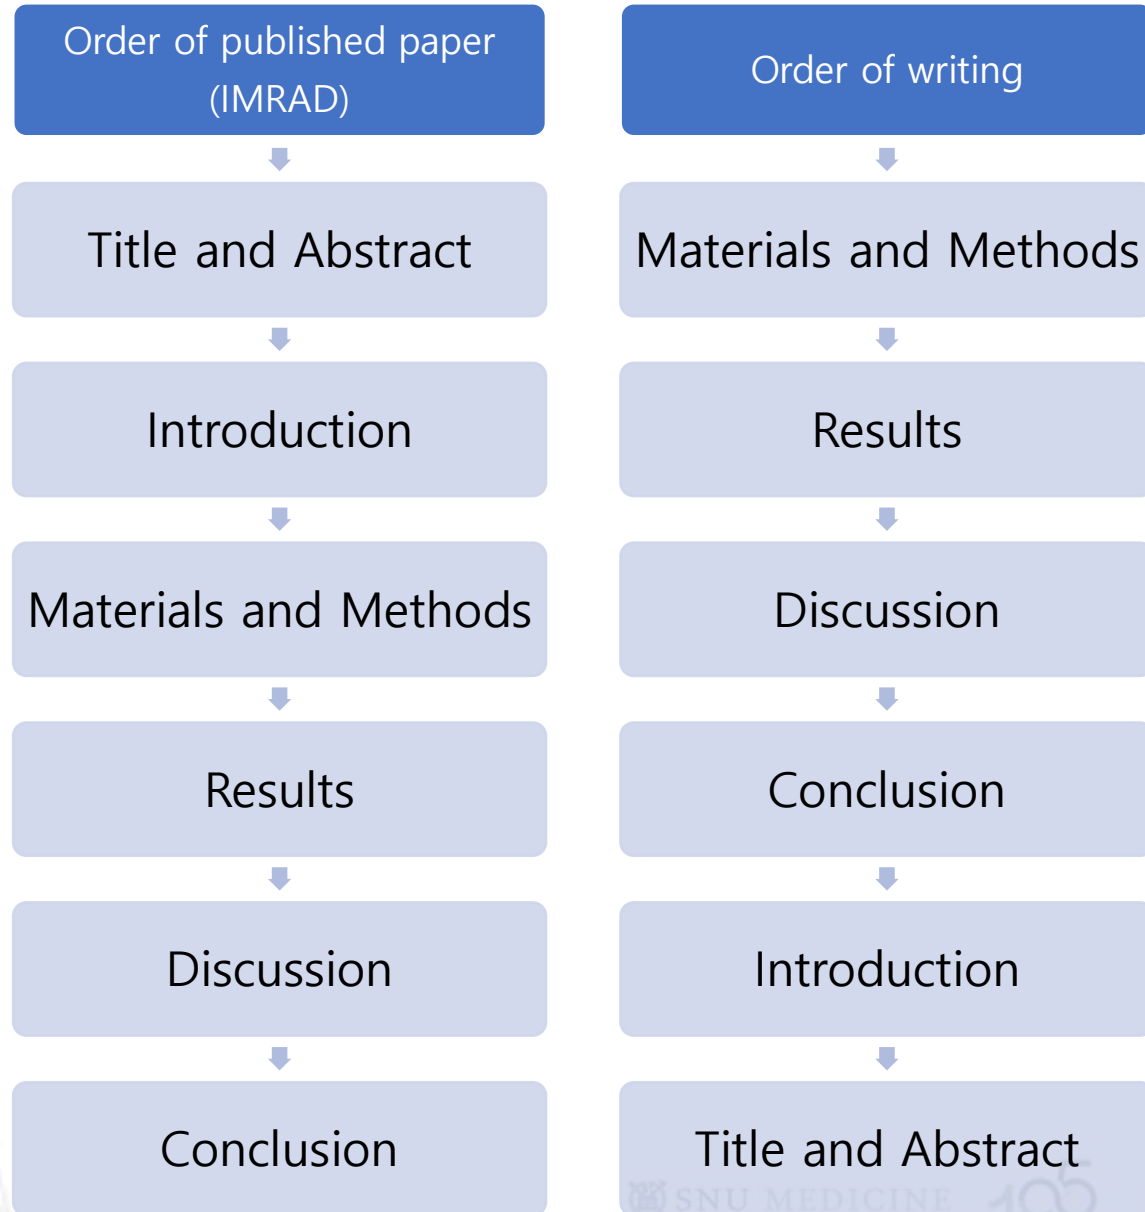 Order of published paper
(IMRAD)
Title and Abstract
Introduction
Materials and Methods
Results
Discussion
Conclusion
Order of writing
Materials and Methods
Results
Discussion
Conclusion
Introduction
Title and Abstract
SNU MEDICINE 105